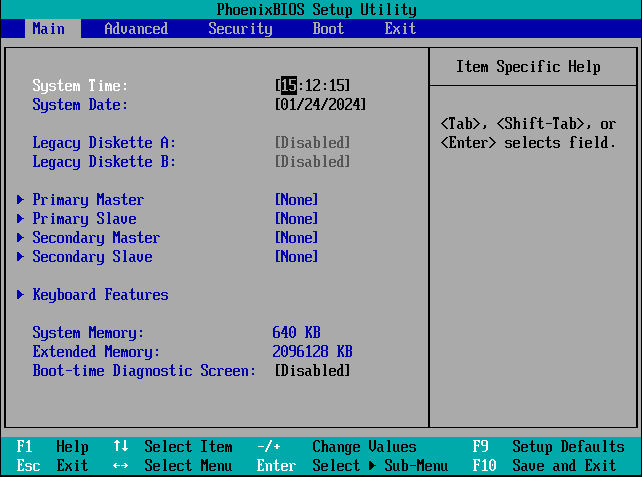 PhoenixBIOS Setup Utility
Main Advanced Security Boot Exit
Item Specific Help
System Time: [15:12:15]
System Date: [01/24/2024]
<Tab>, <Shift-Tab>, or
<Enter> selects field.
Legacy Diskette A: [Disabled]
Legacy Diskette B: [Disabled]
Primary Master [None]
Primary Slave [None]
Secondary Master [None]
Secondary Slave [None]
Keyboard Features
System Memory: 640 KB
Extended Memory: 2096128 KB
Boot-time Diagnostic Screen: [Disabled]
F1 Help ↑↓ Select Item -/+ Change Values F9 Setup Defaults
Esc Exit ↔ Select Menu Enter Select ▶ Sub-Menu F10 Save and Exit